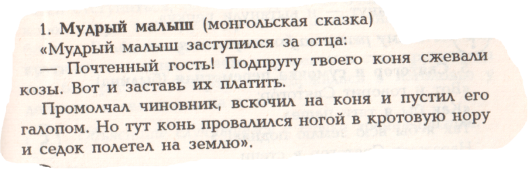 1. Мудрый малыш (монгольская сказка)
«Мудрый малыш заступился за отца:
— Почтенный гость! Подпругу твоего коня сжевали
козы. Вот и заставь их платить.
Промолчал чиновник, вскочил на коня и пустил его
галопом. Но тут конь провалился ногой в кротовую нору
и седок полетел на землю».